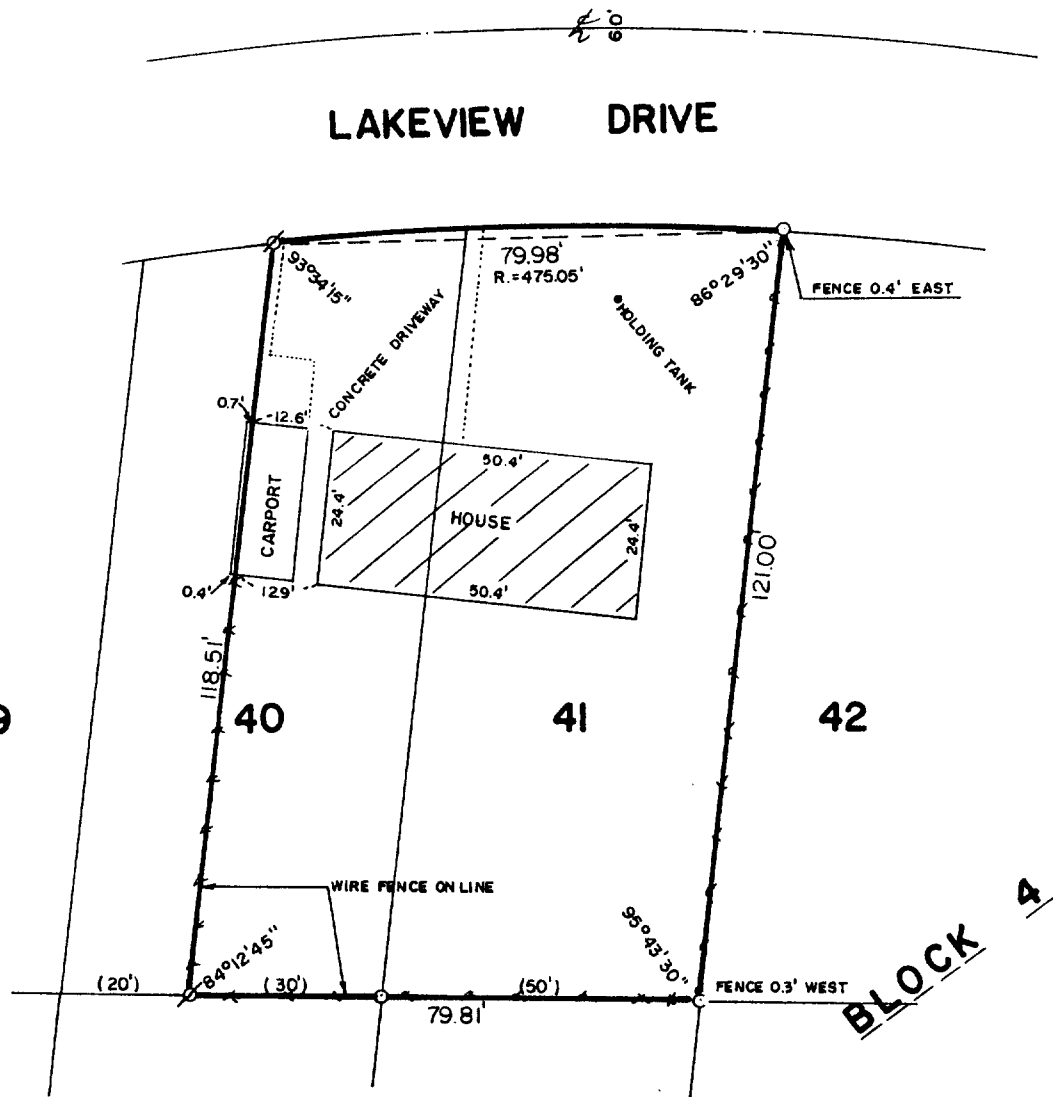 ℄ 60'
LAKEVIEW DRIVE
79.98'
R.=475.05'
93°34'15"
86°29'30"
FENCE 0.4' EAST
CONCRETE DRIVEWAY
HOLDING TANK
0.7'
12.6'
50.4'
CARPORT
24.4'
HOUSE
24.4'
0.4'
12.9'
50.4'
121.00'
118.51'
9
40
41
42
WIRE FENCE ON LINE
84°12'45"
95°43'30"
(20')
(30')
(50')
FENCE 0.3' WEST
79.81'
BLOCK 4